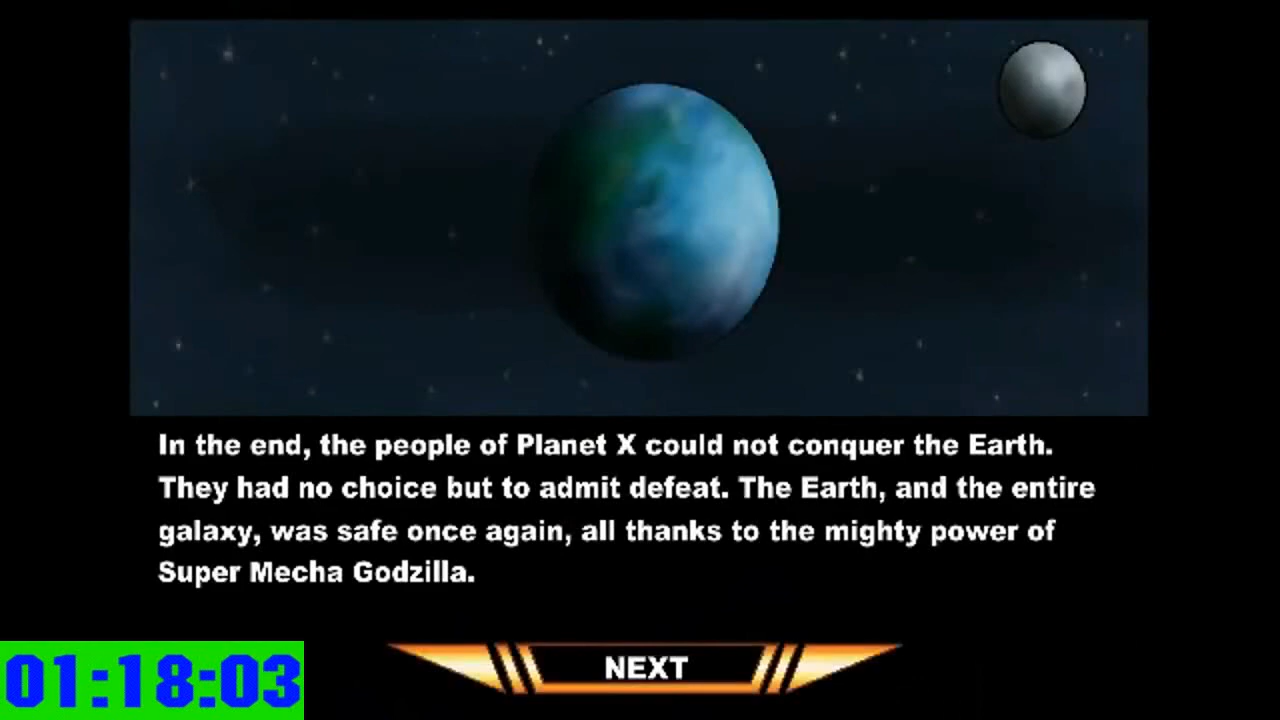 In the end, the people of Planet X could not conquer the Earth.
They had no choice but to admit defeat. The Earth, and the entire
galaxy, was safe once again, all thanks to the mighty power of
Super Mecha Godzilla.
NEXT
01:18:03